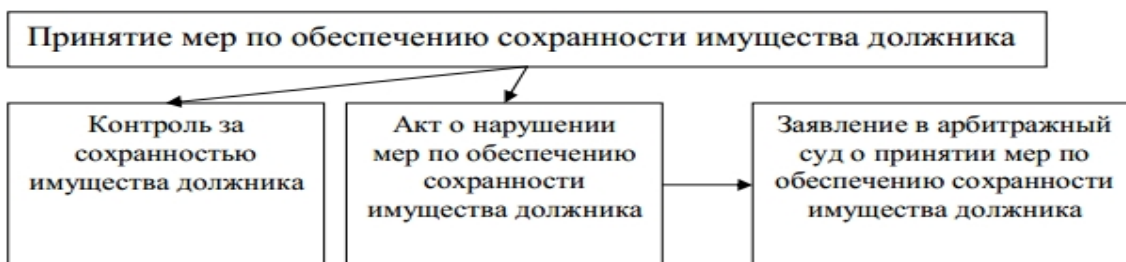 Принятие мер по обеспечению сохранности имущества должника
Контроль за
сохранностью
имущества должника
Акт о нарушении
мер по обеспечению
сохранности
имущества должника
Заявление в арбитражный
суд о принятии мер по
обеспечению сохранности
имущества должника